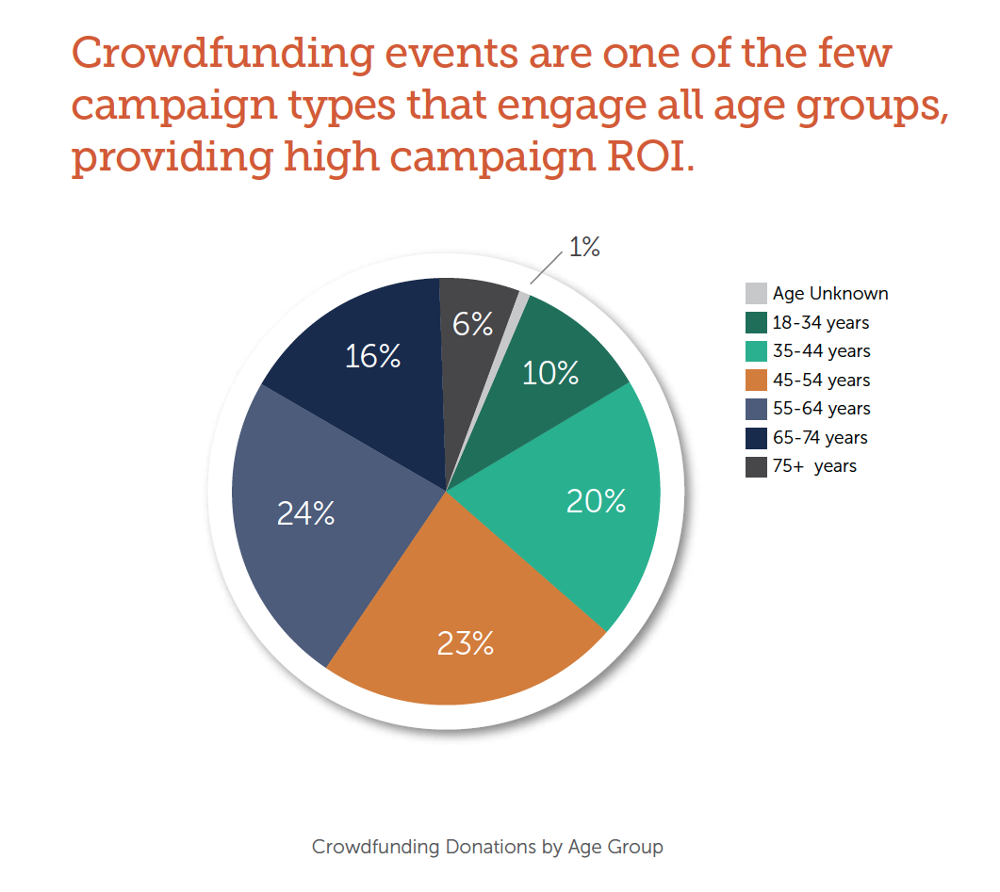 Crowdfunding events are one of the few
campaign types that engage all age groups,
providing high campaign ROI.
1%
6%
16%
10%
20%
24%
23%
Age Unknown
18-34 years
35-44 years
45-54 years
55-64 years
65-74 years
75+  years
Crowdfunding Donations by Age Group